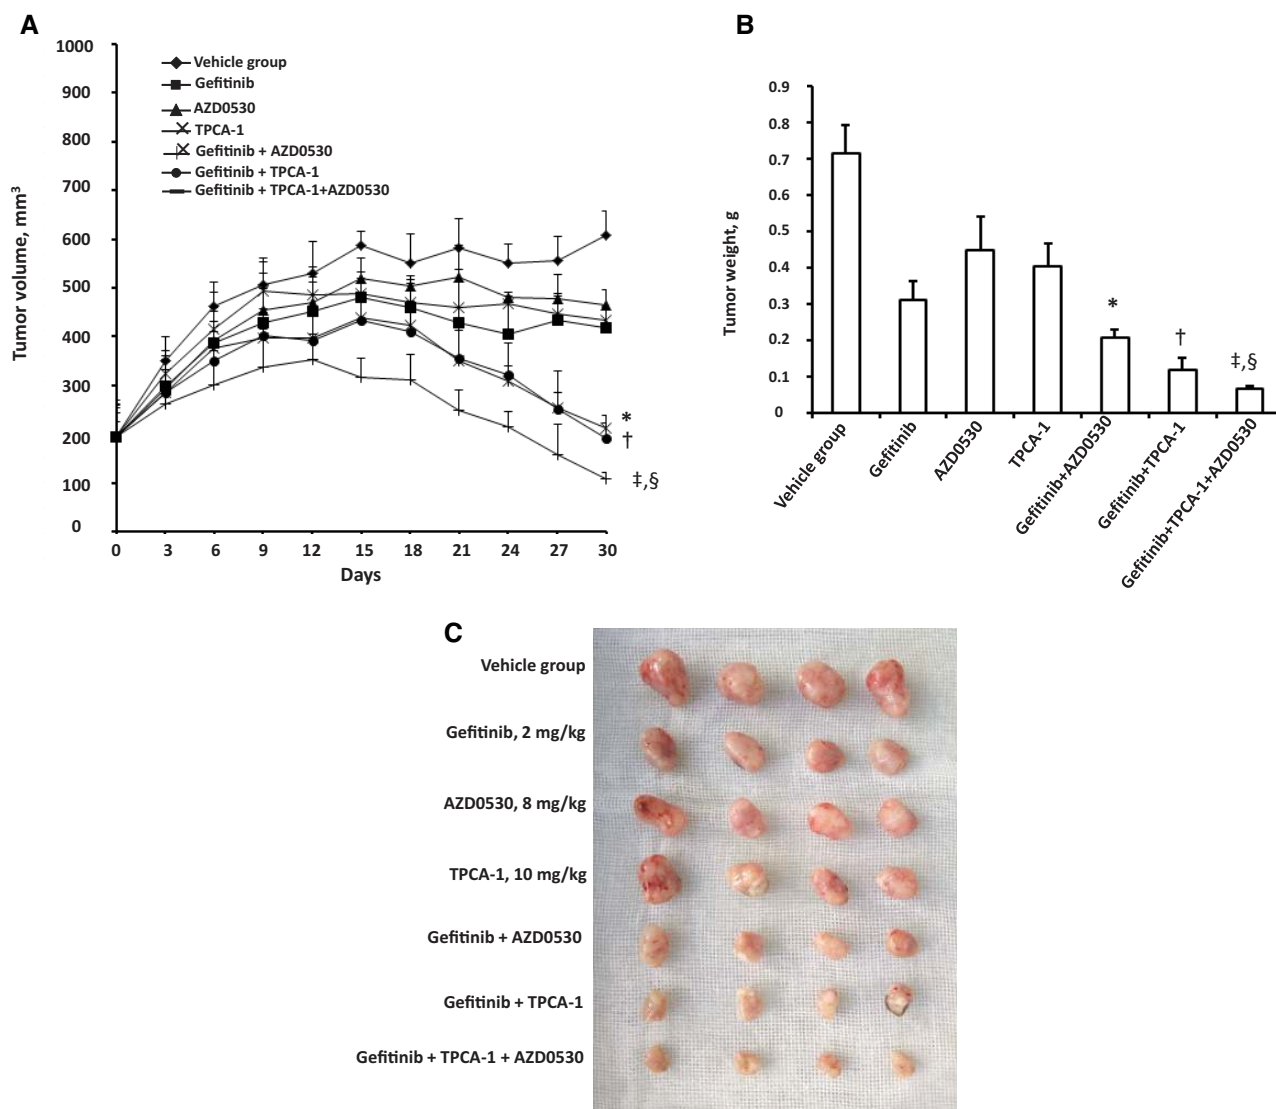 A
Tumor volume, mm³
1000
900
800
700
600
500
400
300
200
100
0
Vehicle group
Gefitinib
AZD0530
TPCA-1
Gefitinib + AZD0530
Gefitinib + TPCA-1
Gefitinib + TPCA-1+AZD0530
*
†
‡,§
0 3 6 9 12 15 18 21 24 27 30
Days
B
Tumor weight, g
0.9
0.8
0.7
0.6
0.5
0.4
0.3
0.2
0.1
0
*
†
‡,§
Vehicle group
Gefitinib
AZD0530
TPCA-1
Gefitinib+AZD0530
Gefitinib+TPCA-1
Gefitinib+TPCA-1+AZD0530
C
Vehicle group
Gefitinib, 2 mg/kg
AZD0530, 8 mg/kg
TPCA-1, 10 mg/kg
Gefitinib + AZD0530
Gefitinib + TPCA-1
Gefitinib + TPCA-1 + AZD0530